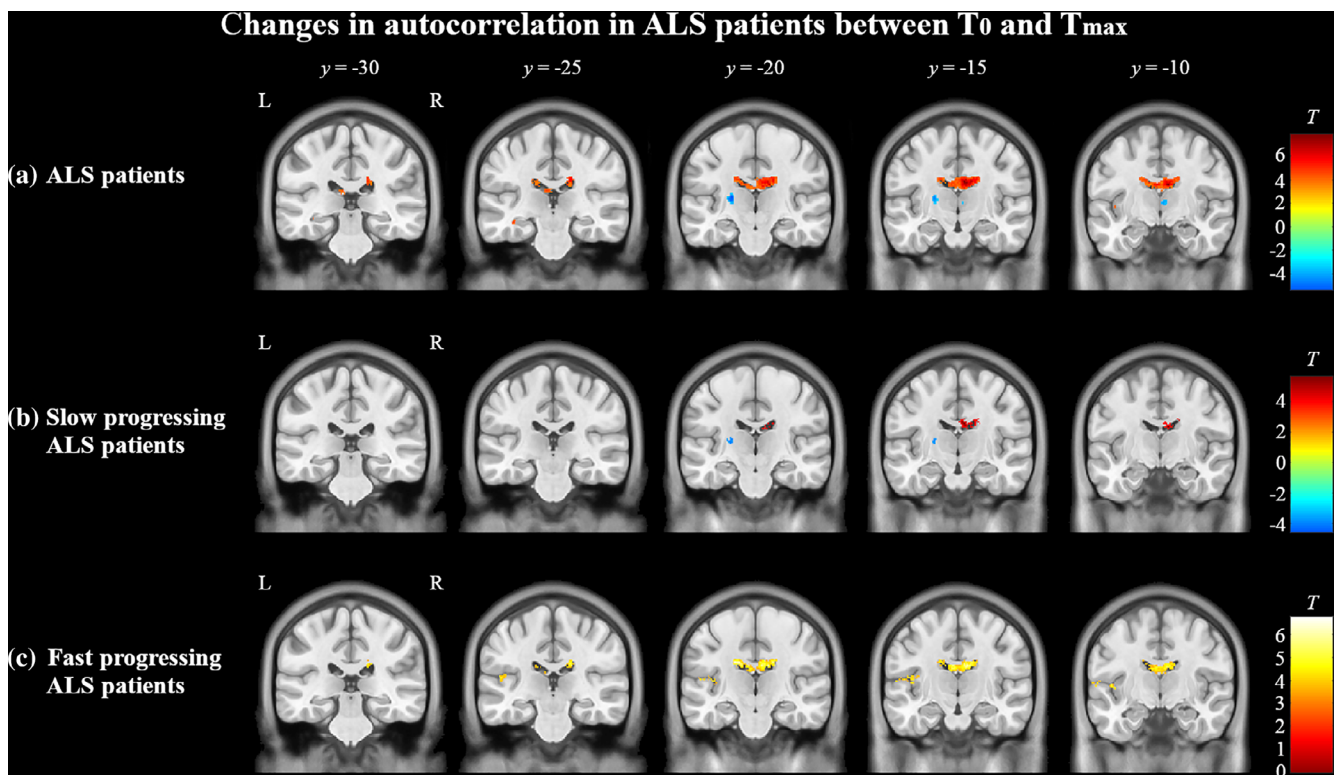 Changes in autocorrelation in ALS patients between T0 and Tmax
y = -30 y = -25 y = -20 y = -15 y = -10
L R
T
(a) ALS patients
6
4
2
0
-2
-4
L R
T
(b) Slow progressing
ALS patients
4
2
0
-2
-4
L R
T
(c) Fast progressing
ALS patients
6
5
4
3
2
1
0